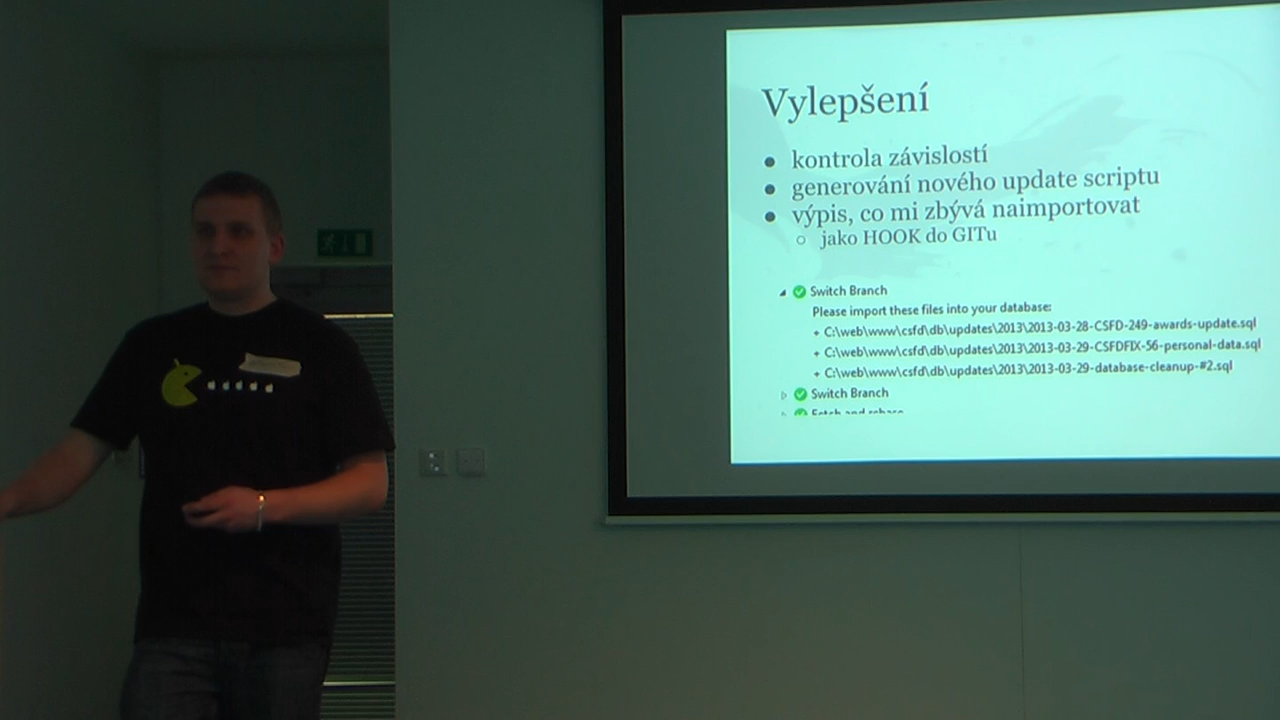 Vylepšení
● kontrola závislostí
● generování nového update scriptu
● výpis, co mi zbývá naimportovat
○ jako HOOK do GITu
Switch Branch
Please import these files into your database:
+ C:\web\www\csfd\db\updates\2013\2013-03-28-CSFD-249-awards-update.sql
+ C:\web\www\csfd\db\updates\2013\2013-03-29-CSFDFIX-56-personal-data.sql
+ C:\web\www\csfd\db\updates\2013\2013-03-29-database-cleanup-#2.sql
Switch Branch